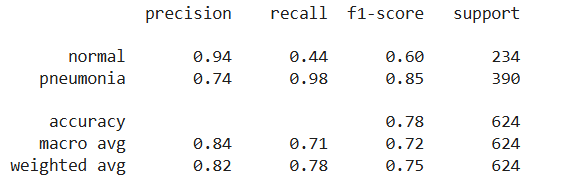 precision recall f1-score support
normal 0.94 0.44 0.60 234
pneumonia 0.74 0.98 0.85 390
accuracy 0.78 624
macro avg 0.84 0.71 0.72 624
weighted avg 0.82 0.78 0.75 624